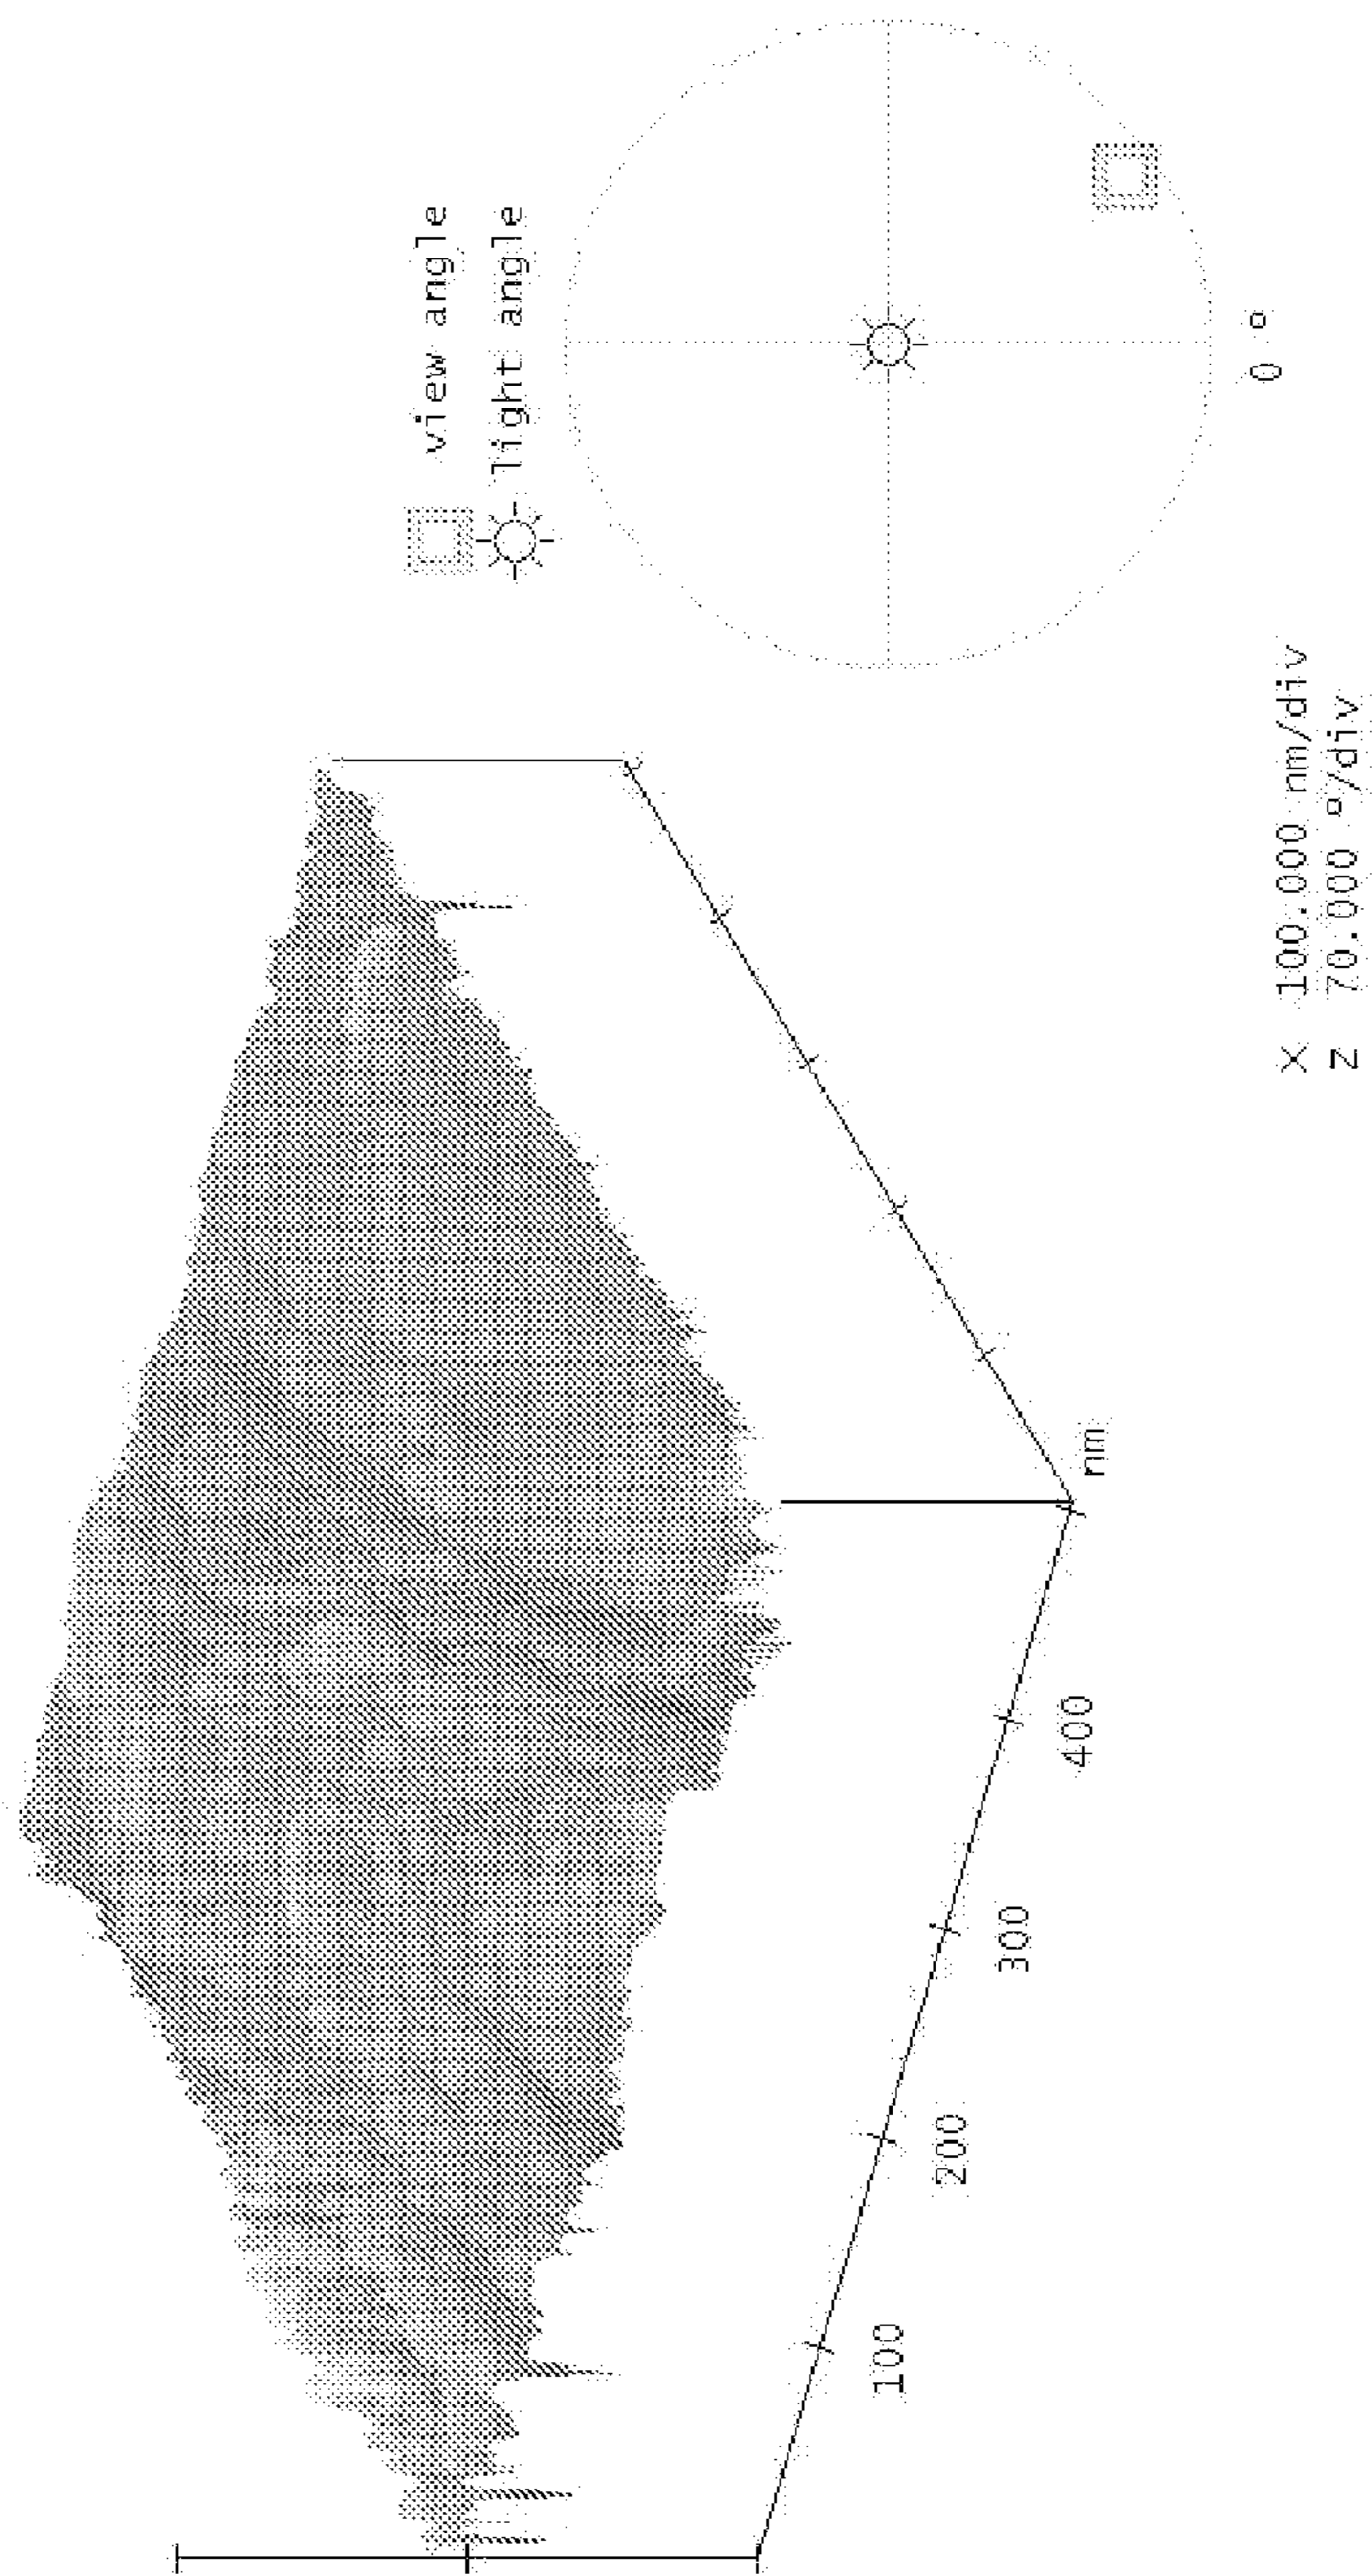 view angle
light angle
0 º
X 100.000 nm/div
Z 70.000 º/div
100
200
300
400
nm